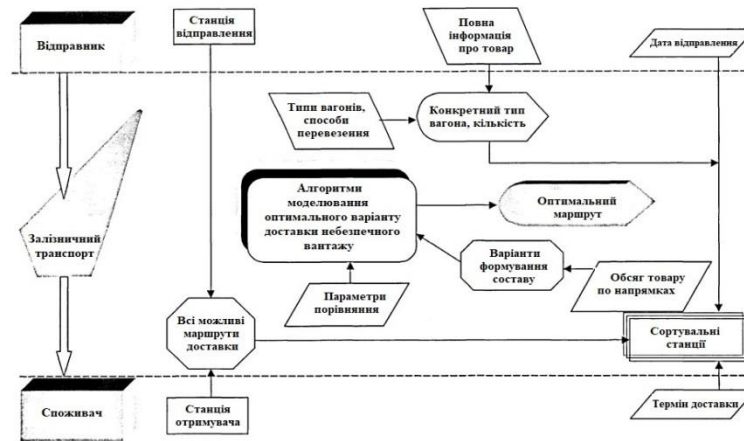 Відправник
Станція
відправлення
Повна
інформація
про товар
Дата відправлення
Типи вагонів,
способи
перевезення
Конкретний тип
вагона, кількість
Алгоритми
моделювання
оптимального варіанту
доставки небезпечного
вантажу
Оптимальний
маршрут
Залізничний
транспорт
Варіанти
формування
составу
Обсяг товару
по напрямках
Параметри
порівняння
Всі можливі
маршрути
доставки
Сортувальні
станції
Споживач
Станція
отримувача
Термін доставки